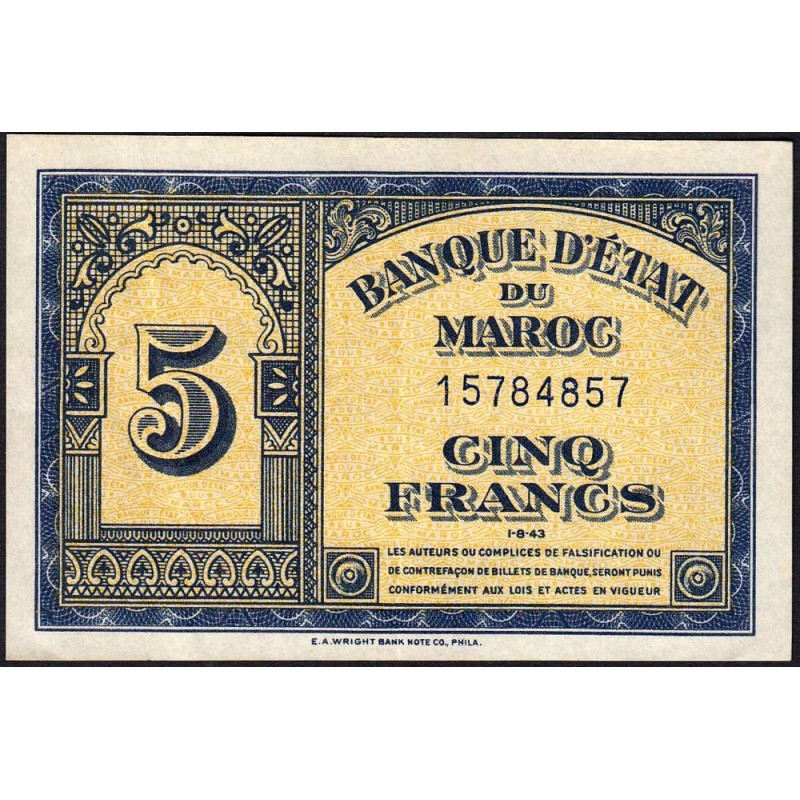 5
BANQUE D'ÉTAT
DU
MAROC
15784857
CINQ
FRANCS
1-8-43
LES AUTEURS OU COMPLICES DE FALSIFICATION OU
DE CONTREFAÇON DE BILLETS DE BANQUE, SERONT PUNIS
CONFORMÉMENT AUX LOIS ET ACTES EN VIGUEUR
E.A.WRIGHT BANK NOTE CO., PHILA.